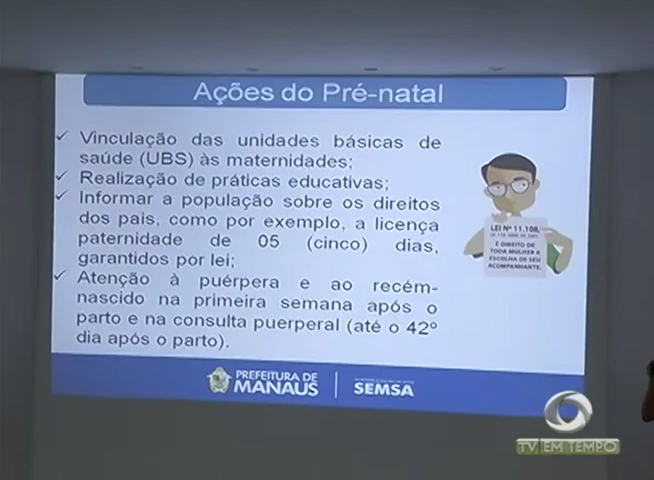 Ações do Pré-natal
✓ Vinculação das unidades básicas de
saúde (UBS) às maternidades;
✓ Realização de práticas educativas;
✓ Informar a população sobre os direitos
dos pais, como por exemplo, a licença
paternidade de 05 (cinco) dias,
garantidos por lei;
✓ Atenção à puérpera e ao recém-
nascido na primeira semana após o
parto e na consulta puerperal (até o 42º
dia após o parto).
LEI Nº 11.108,
É DIREITO DE
TODA MULHER A
ESCOLHA DE SEU
ACOMPANHANTE.
PREFEITURA DE
MANAUS
SEMSA
TV EM TEMPO